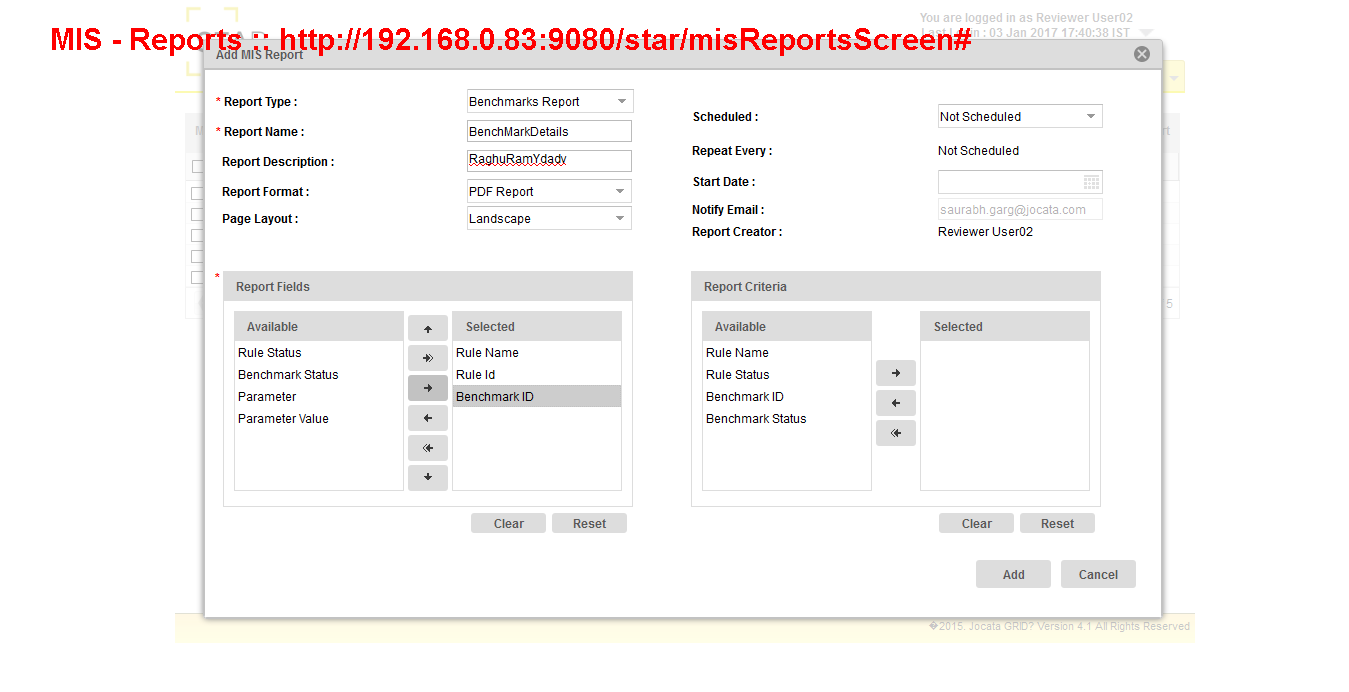 You are logged in as Reviewer User02
MIS - Reports :: http://192.168.0.83:9080/star/misReportsScreen#
: 03 Jan 2017 17:40:38 IST
Add MIS Report
* Report Type :
Benchmarks Report
* Report Name :
BenchMarkDetails
Report Description :
RaghuRamYdadv
Report Format :
PDF Report
Page Layout :
Landscape
Scheduled :
Not Scheduled
Repeat Every :
Not Scheduled
Start Date :
Notify Email :
saurabh.garg@jocata.com
Report Creator :
Reviewer User02
*
Report Fields
Available
Rule Status
Benchmark Status
Parameter
Parameter Value
Selected
Rule Name
Rule Id
Benchmark ID
Clear
Reset
Report Criteria
Available
Rule Name
Rule Status
Benchmark ID
Benchmark Status
Selected
Clear
Reset
5
Add
Cancel
�2015. Jocata GRID? Version 4.1 All Rights Reserved